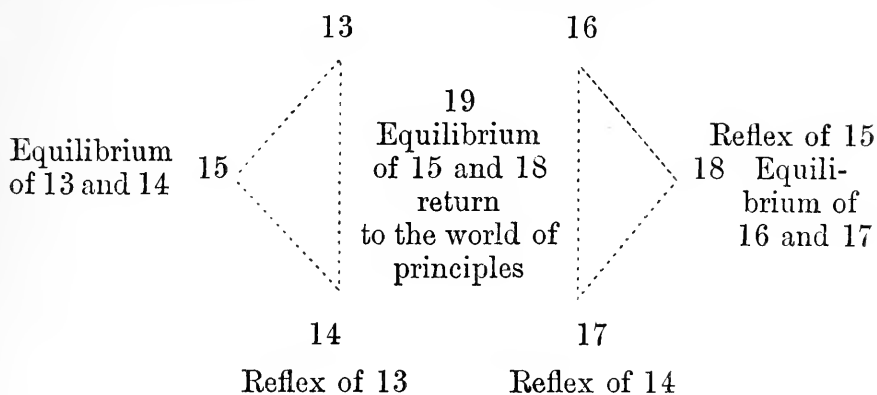 13
16
19
Equilibrium
of 15 and 18
return
to the world of
principles
Equilibrium
of 13 and 14
15
Reflex of 15
18 Equili-
brium of
16 and 17
14
Reflex of 13
17
Reflex of 14